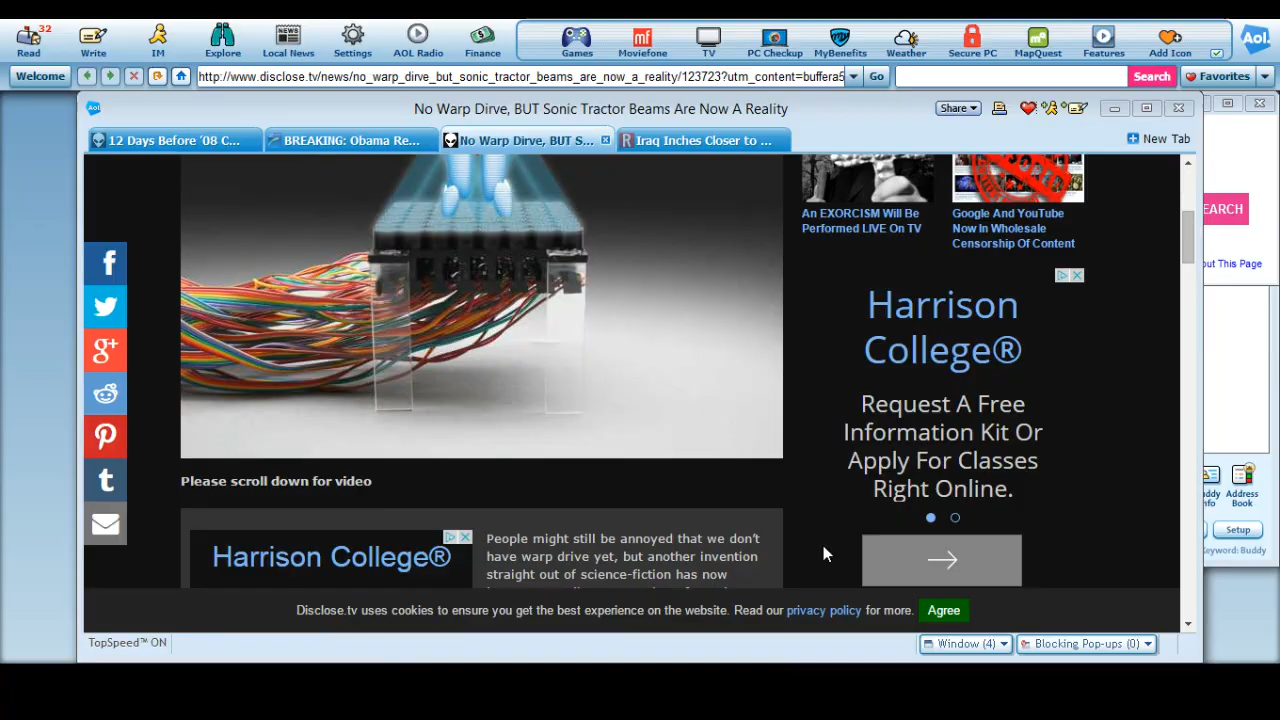 32
Read
Write
IM
Explore
Local News
Settings
AOL Radio
Finance
Games
Moviefone
TV
PC Checkup
MyBenefits
Weather
Secure PC
MapQuest
Features
Add Icon
Aol.
Welcome
http://www.disclose.tv/news/no_warp_dirve_but_sonic_tractor_beams_are_now_a_reality/123723?utm_content=buffera5
Go
Search
Favorites
Aol
No Warp Dirve, BUT Sonic Tractor Beams Are Now A Reality
Share
12 Days Before '08 C...
BREAKING: Obama Re...
No Warp Dirve, BUT S...
Iraq Inches Closer to ...
New Tab
An EXORCISM Will Be
Performed LIVE On TV
Google And YouTube
Now In Wholesale
Censorship Of Content
EARCH
out This Page
Harrison
College®
Request A Free
Information Kit Or
Apply For Classes
Right Online.
Please scroll down for video
Harrison College®
People might still be annoyed that we don't
have warp drive yet, but another invention
straight out of science-fiction has now
uddy
Info
Address
Book
Setup
eyword: Buddy
Disclose.tv uses cookies to ensure you get the best experience on the website. Read our privacy policy for more.
Agree
TopSpeed™ ON
Window (4)
Blocking Pop-ups (0)